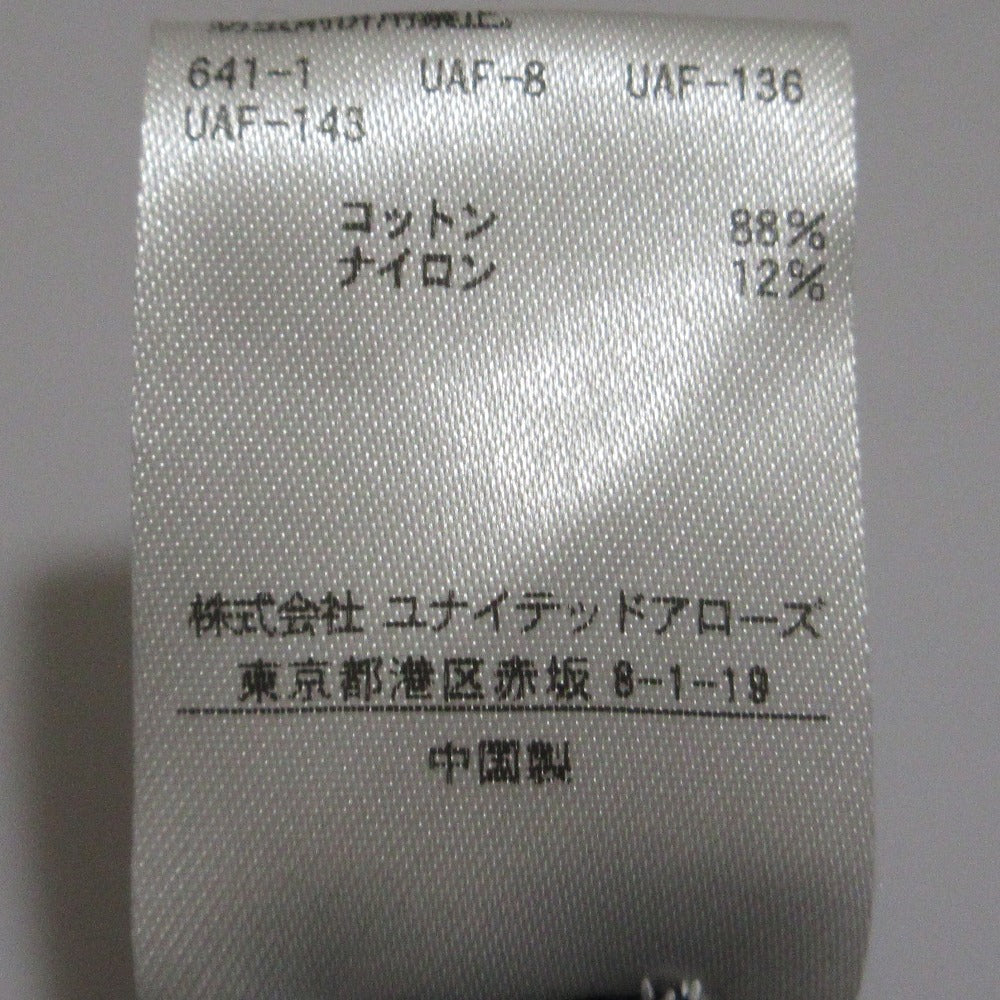 641-1 UAF-8 UAF-136
UAF-143
コットン 88%
ナイロン 12%
株式会社 ユナイテッドアローズ
東京都港区赤坂 8-1-19
中国製